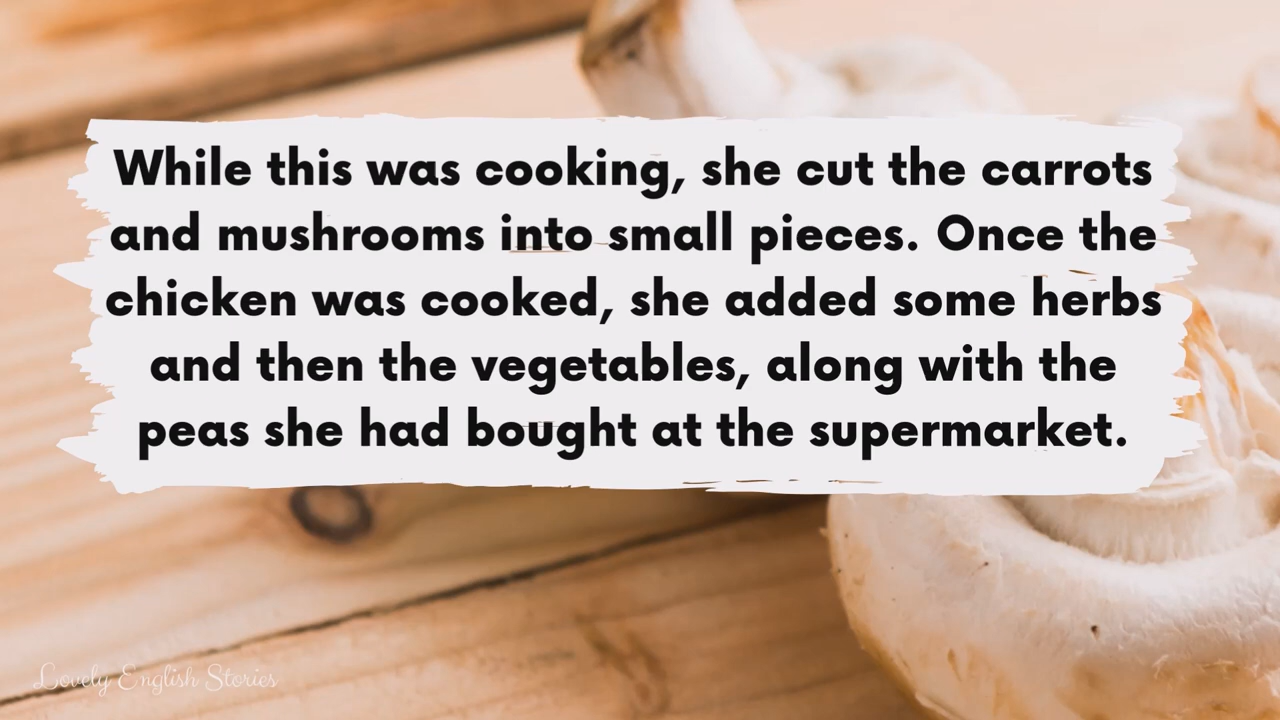 While this was cooking, she cut the carrots
and mushrooms into small pieces. Once the
chicken was cooked, she added some herbs
and then the vegetables, along with the
peas she had bought at the supermarket.
Lovely English Stories